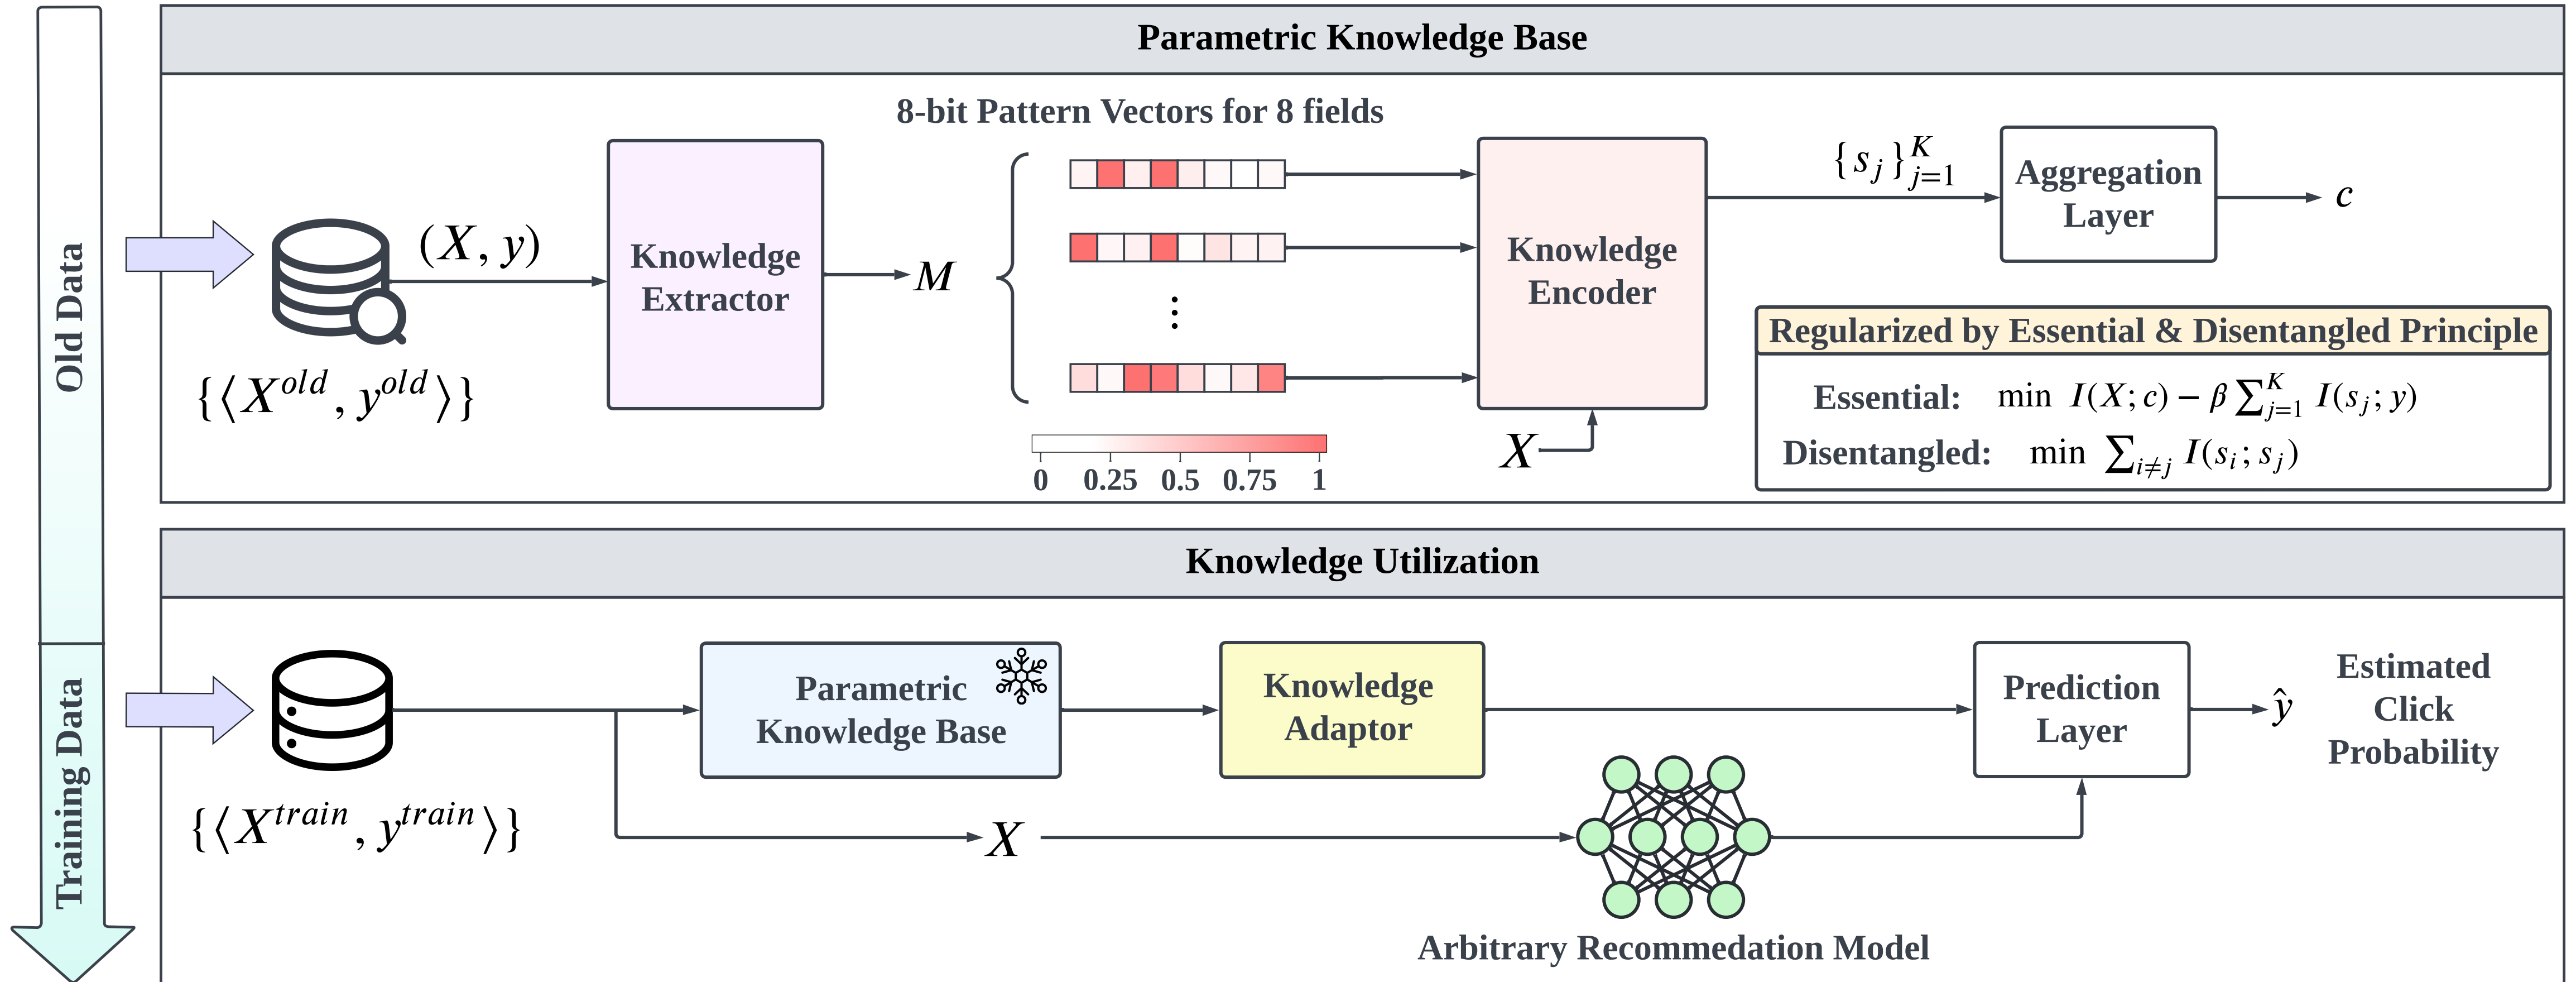 Parametric Knowledge Base
8-bit Pattern Vectors for 8 fields
Old Data
(X, y)
{⟨X^{old}, y^{old}⟩}
Knowledge
Extractor
M
⋮
0 0.25 0.5 0.75 1
Knowledge
Encoder
X
{s_j}_{j=1}^K
Aggregation
Layer
c
Regularized by Essential & Disentangled Principle
Essential: min I(X; c) − β ∑_{j=1}^K I(s_j; y)
Disentangled: min ∑_{i≠j} I(s_i; s_j)
Knowledge Utilization
Training Data
{⟨X^{train}, y^{train}⟩}
Parametric
Knowledge Base
Knowledge
Adaptor
Prediction
Layer
ŷ
Estimated
Click
Probability
X
Arbitrary Recommedation Model